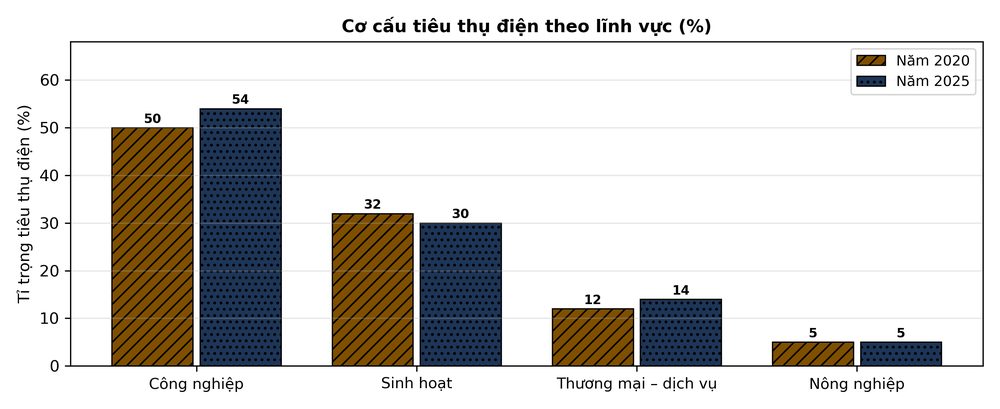 Cơ cấu tiêu thụ điện theo lĩnh vực (%)
Năm 2020
Năm 2025
Tỉ trọng tiêu thụ điện (%)
60
50
40
30
20
10
0
50
54
32
30
12
14
5
5
Công nghiệp
Sinh hoạt
Thương mại – dịch vụ
Nông nghiệp